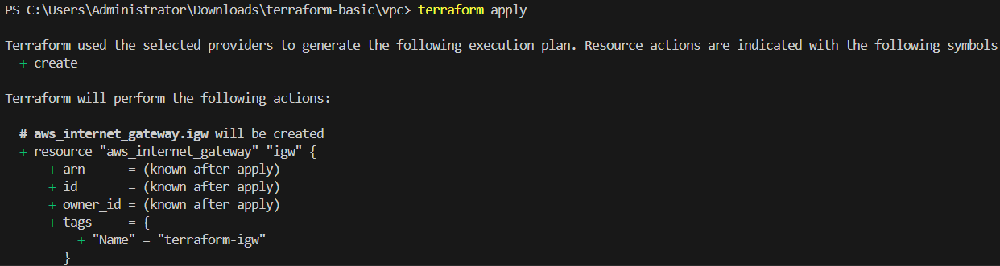 PS C:\Users\Administrator\Downloads\terraform-basic\vpc> terraform apply
Terraform used the selected providers to generate the following execution plan. Resource actions are indicated with the following symbols
+ create
Terraform will perform the following actions:
# aws_internet_gateway.igw will be created
+ resource "aws_internet_gateway" "igw" {
+ arn      = (known after apply)
+ id       = (known after apply)
+ owner_id = (known after apply)
+ tags     = {
+ "Name" = "terraform-igw"
}